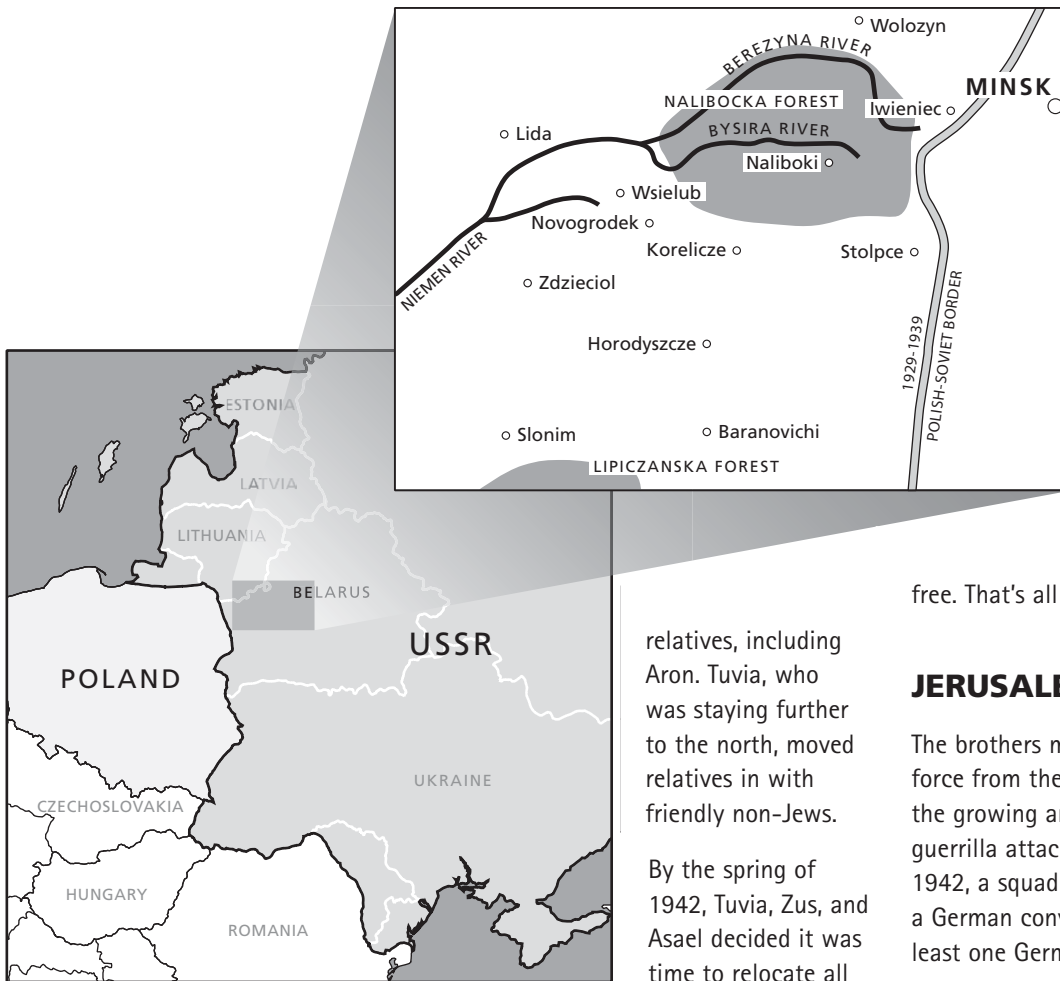 Wolozyn
BEREZYNA RIVER
MINSK
NALIBOCKA FOREST
Iwieniec
BYSIRA RIVER
Lida
Naliboki
Wsielub
Novogrodek
Korelicze
Stolpce
NIEMEN RIVER
Zdzieciol
Horodyszcze
1929-1939
POLISH-SOVIET BORDER
Slonim
Baranovichi
LIPICZANSKA FOREST
ESTONIA
LATVIA
LITHUANIA
BELARUS
USSR
POLAND
UKRAINE
CZECHOSLOVAKIA
HUNGARY
ROMANIA
relatives, including
Aron. Tuvia, who
was staying further
to the north, moved
relatives in with
friendly non-Jews.
By the spring of
1942, Tuvia, Zus, and
Asael decided it was
time to relocate all
free. That's all
JERUSALE
The brothers m
force from the
the growing a
guerrilla attac
1942, a squad
a German conv
least one Germ